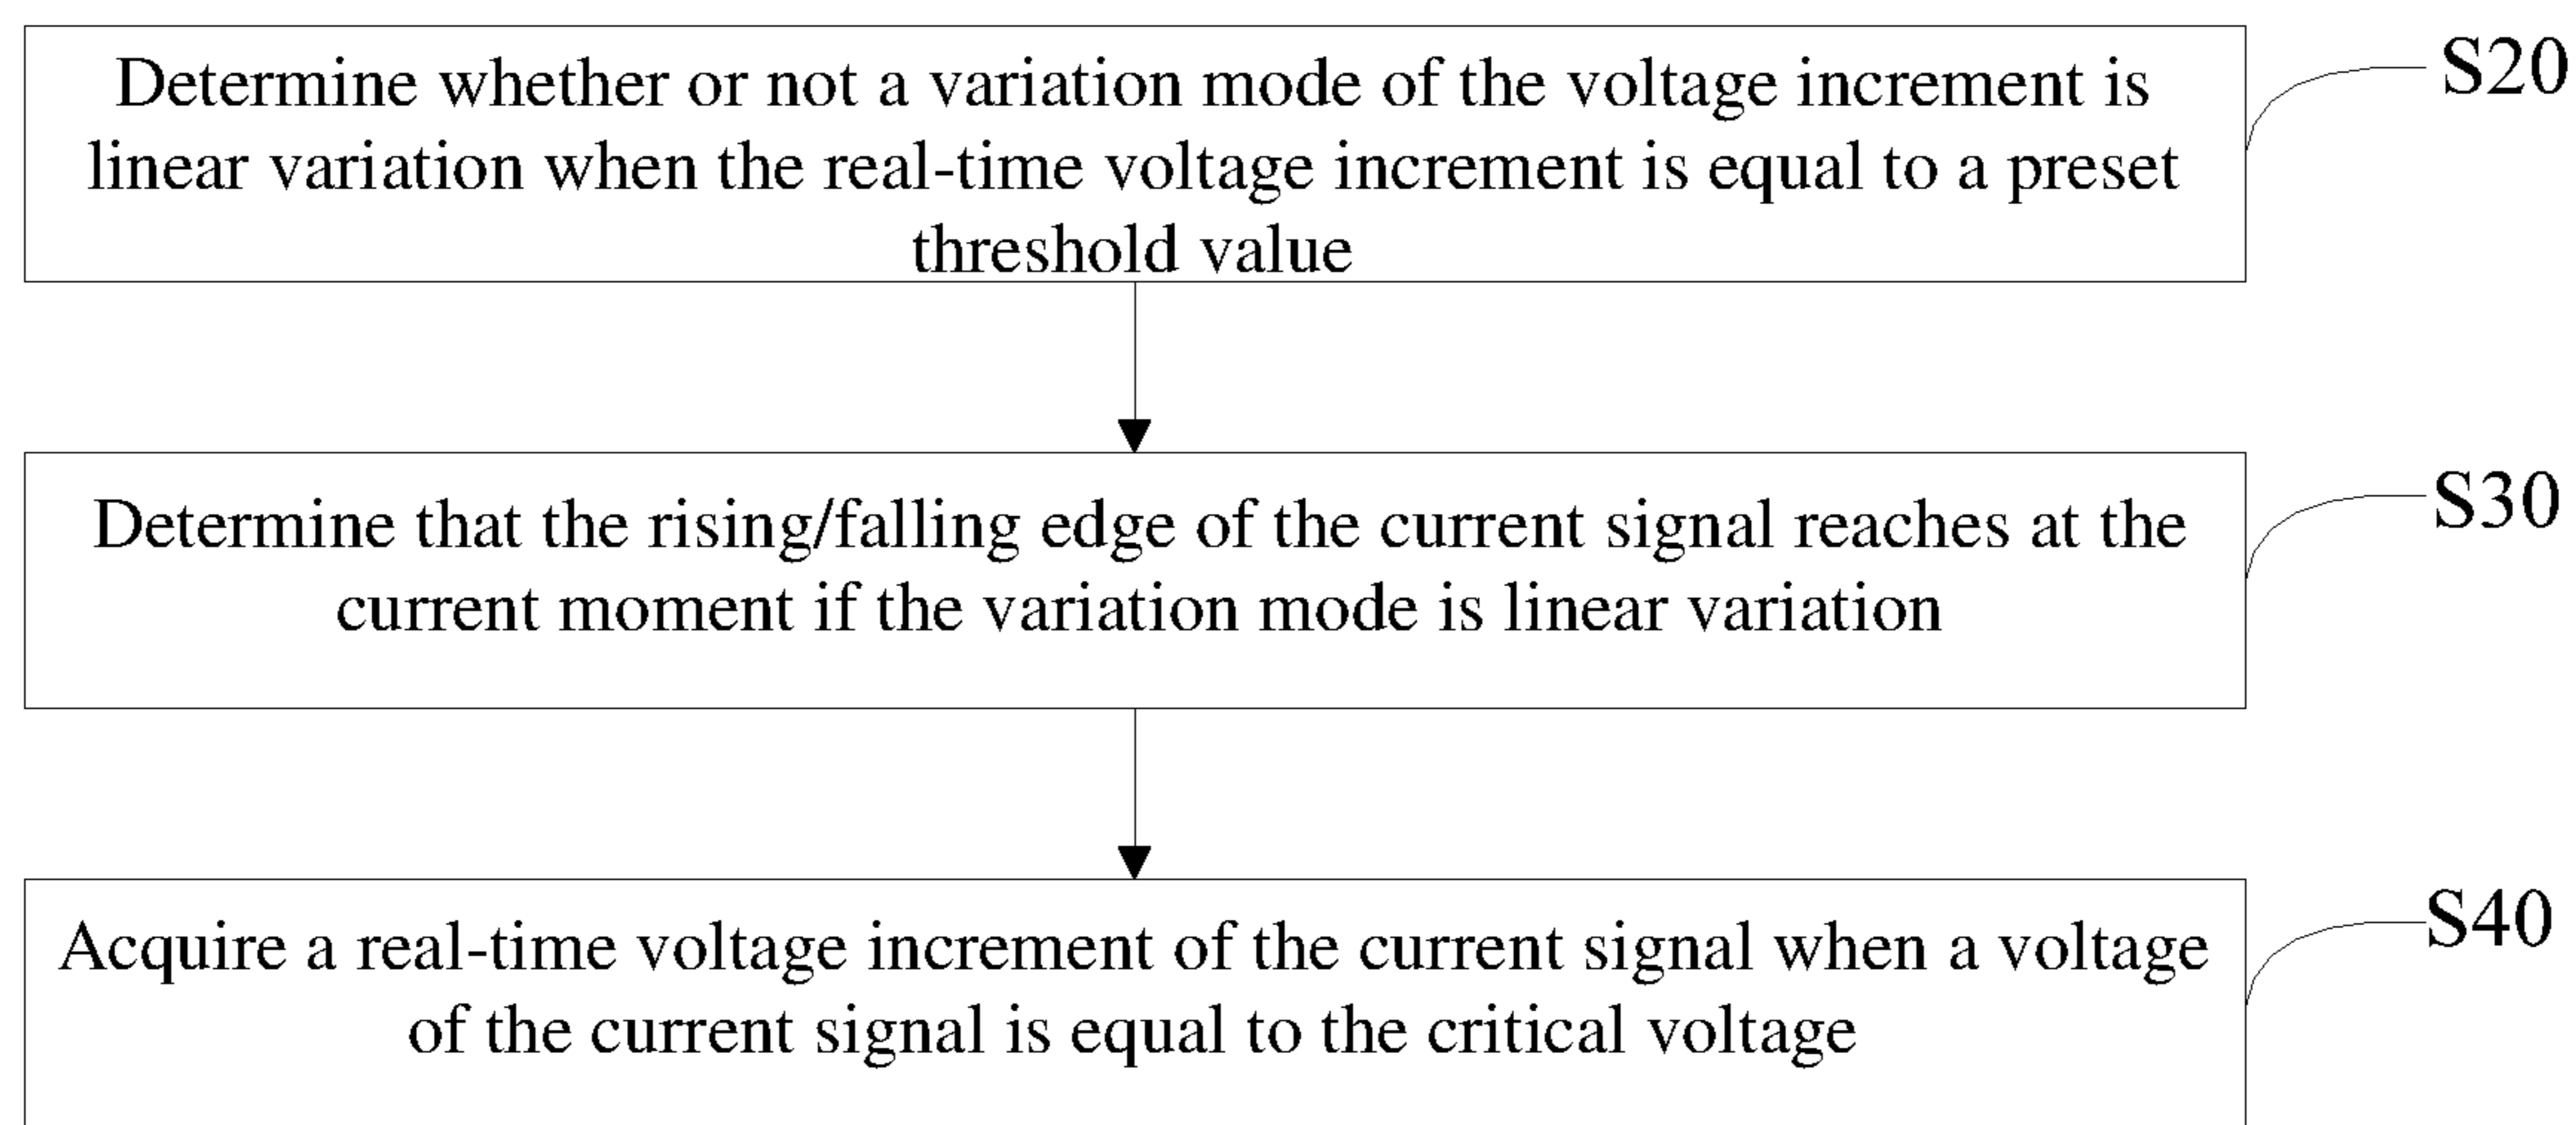 Determine whether or not a variation mode of the voltage increment is
linear variation when the real-time voltage increment is equal to a preset
threshold value
S20
Determine that the rising/falling edge of the current signal reaches at the
current moment if the variation mode is linear variation
S30
Acquire a real-time voltage increment of the current signal when a voltage
of the current signal is equal to the critical voltage
S40